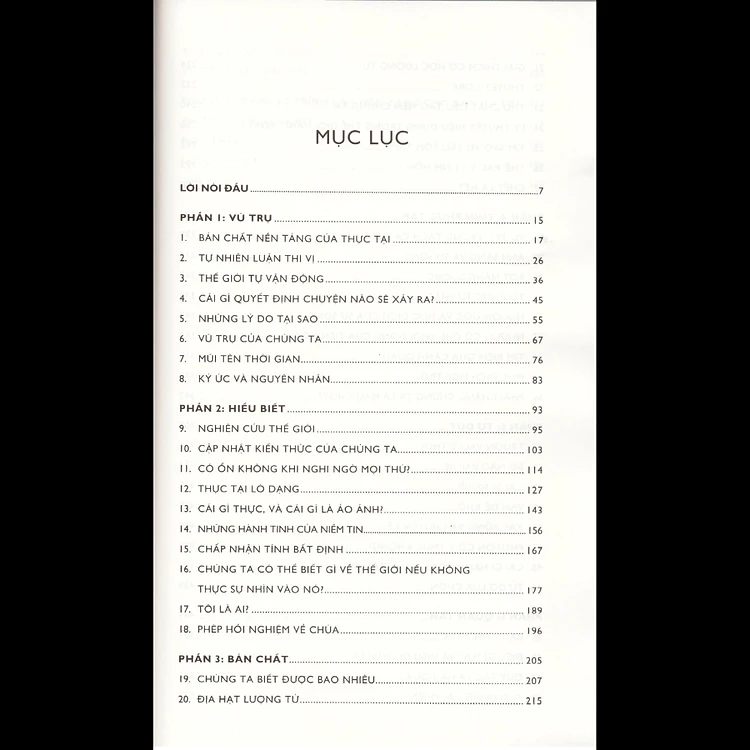 MỤC LỤC
LỜI NÓI ĐẦU 7
PHẦN 1: VŨ TRỤ 15
1. BẢN CHẤT NỀN TẢNG CỦA THỰC TẠI 17
2. TỰ NHIÊN LUẬN THI VỊ 26
3. THẾ GIỚI TỰ VẬN ĐỘNG 36
4. CÁI GÌ QUYẾT ĐỊNH CHUYỆN NÀO SẼ XẢY RA? 45
5. NHỮNG LÝ DO TẠI SAO 55
6. VŨ TRỤ CỦA CHÚNG TA 67
7. MŨI TÊN THỜI GIAN 76
8. KÝ ỨC VÀ NGUYÊN NHÂN 83
PHẦN 2: HIỂU BIẾT 93
9. NGHIÊN CỨU THẾ GIỚI 95
10. CẬP NHẬT KIẾN THỨC CỦA CHÚNG TA 103
11. CÓ ỔN KHÔNG KHI NGHI NGỜ MỌI THỨ? 114
12. THỰC TẠI LÒ DẠNG 127
13. CÁI GÌ THỰC, VÀ CÁI GÌ LÀ ẢO ẢNH? 143
14. NHỮNG HÀNH TINH CỦA NIỀM TIN 156
15. CHẤP NHẬN TÍNH BẤT ĐỊNH 167
16. CHÚNG TA CÓ THỂ BIẾT GÌ VỀ THẾ GIỚI NẾU KHÔNG
THỰC SỰ NHÌN VÀO NÓ? 177
17. TÔI LÀ AI? 189
18. PHÉP HỒI NGHIỆM VỀ CHÚA 196
PHẦN 3: BẢN CHẤT 205
19. CHÚNG TA BIẾT ĐƯỢC BAO NHIÊU 207
20. ĐỊA HẠT LƯỢNG TỬ 215